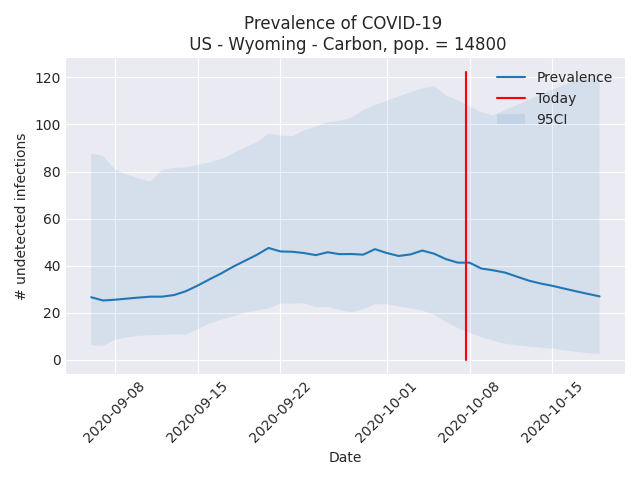 Prevalence of COVID-19
US - Wyoming - Carbon, pop. = 14800
Prevalence
Today
95CI
# undetected infections
120
100
80
60
40
20
0
2020-09-08
2020-09-15
2020-09-22
2020-10-01
2020-10-08
2020-10-15
Date